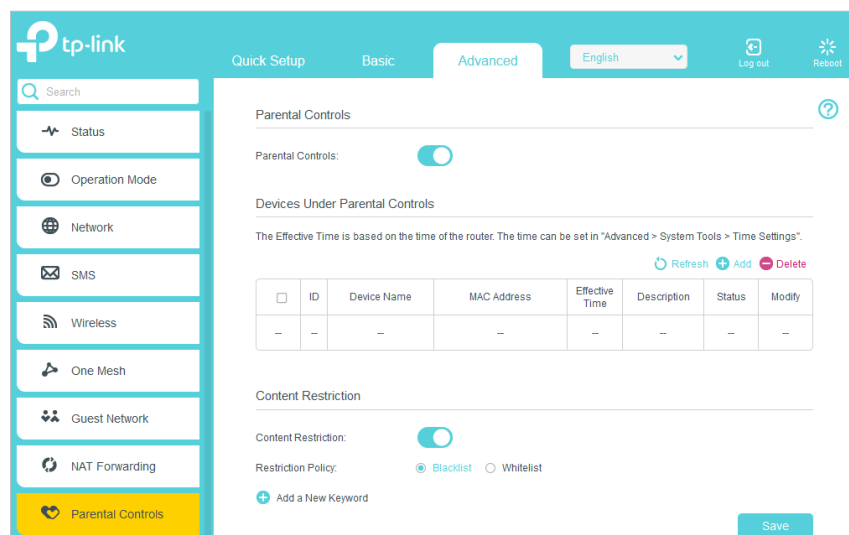 tp-link
Quick Setup
Basic
Advanced
English
Log out
Reboot
Search
Status
Operation Mode
Network
SMS
Wireless
One Mesh
Guest Network
NAT Forwarding
Parental Controls
Parental Controls
Parental Controls:
Devices Under Parental Controls
The Effective Time is based on the time of the router. The time can be set in "Advanced > System Tools > Time Settings".
Refresh Add Delete
ID Device Name MAC Address Effective Time Description Status Modify
-- -- -- -- -- -- -- --
Content Restriction
Content Restriction:
Restriction Policy: Blacklist Whitelist
Add a New Keyword
Save